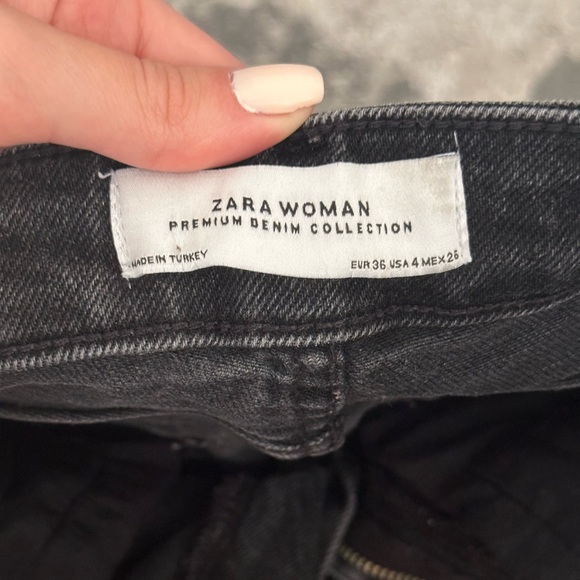 ZARA WOMAN
PREMIUM DENIM COLLECTION
MADE IN TURKEY
EUR 36 USA 4 MEX 26